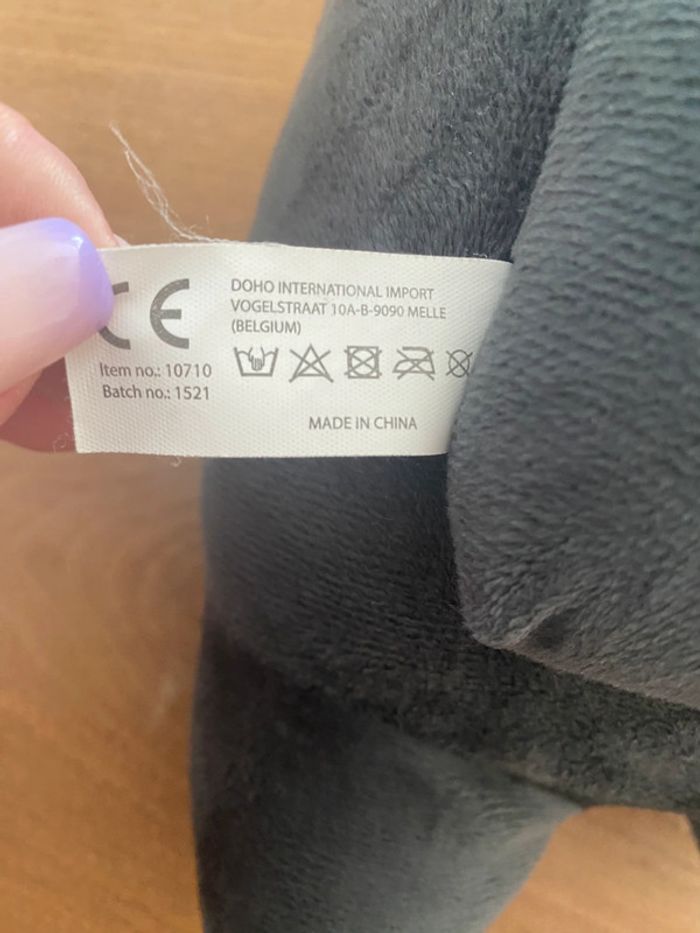 CE
DOHO INTERNATIONAL IMPORT
VOGELSTRAAT 10A-B-9090 MELLE
(BELGIUM)
Item no.: 10710
Batch no.: 1521
MADE IN CHINA